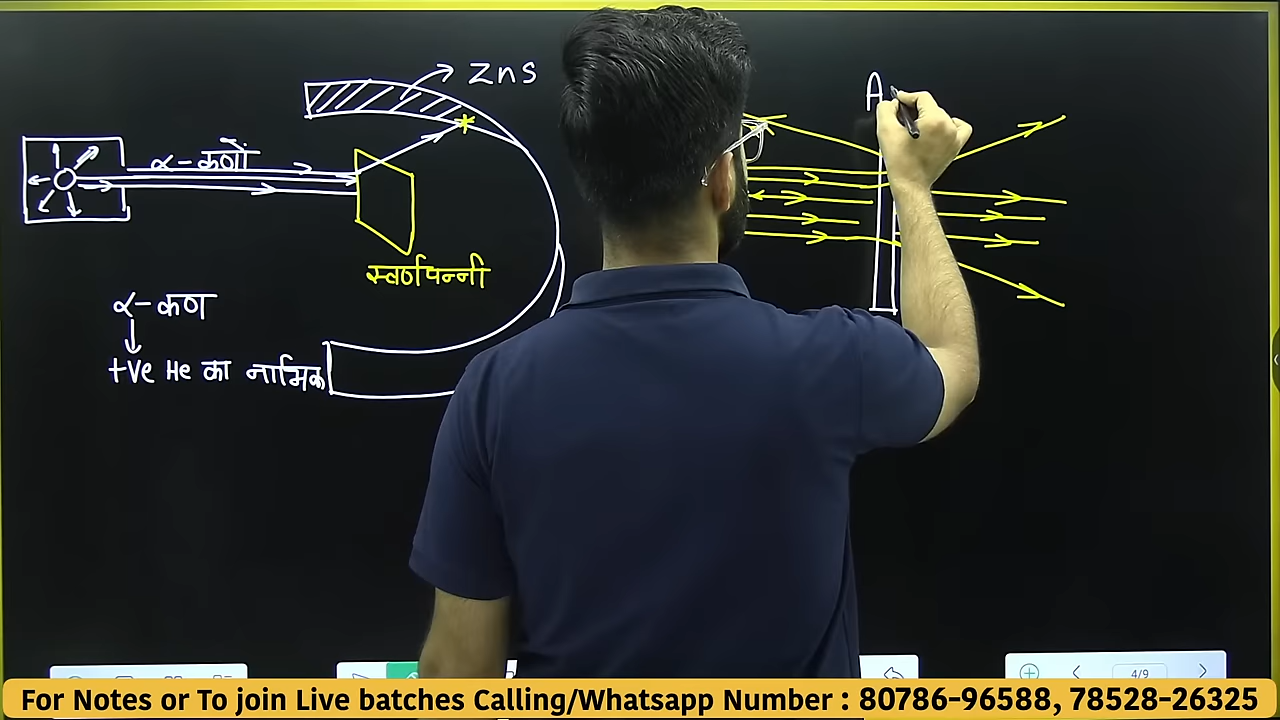 ZnS
A
α-कणों
स्वर्णपन्नी
α-कण
+ve He का नाभिक
4/9
For Notes or To join Live batches Calling/Whatsapp Number : 80786-96588, 78528-26325